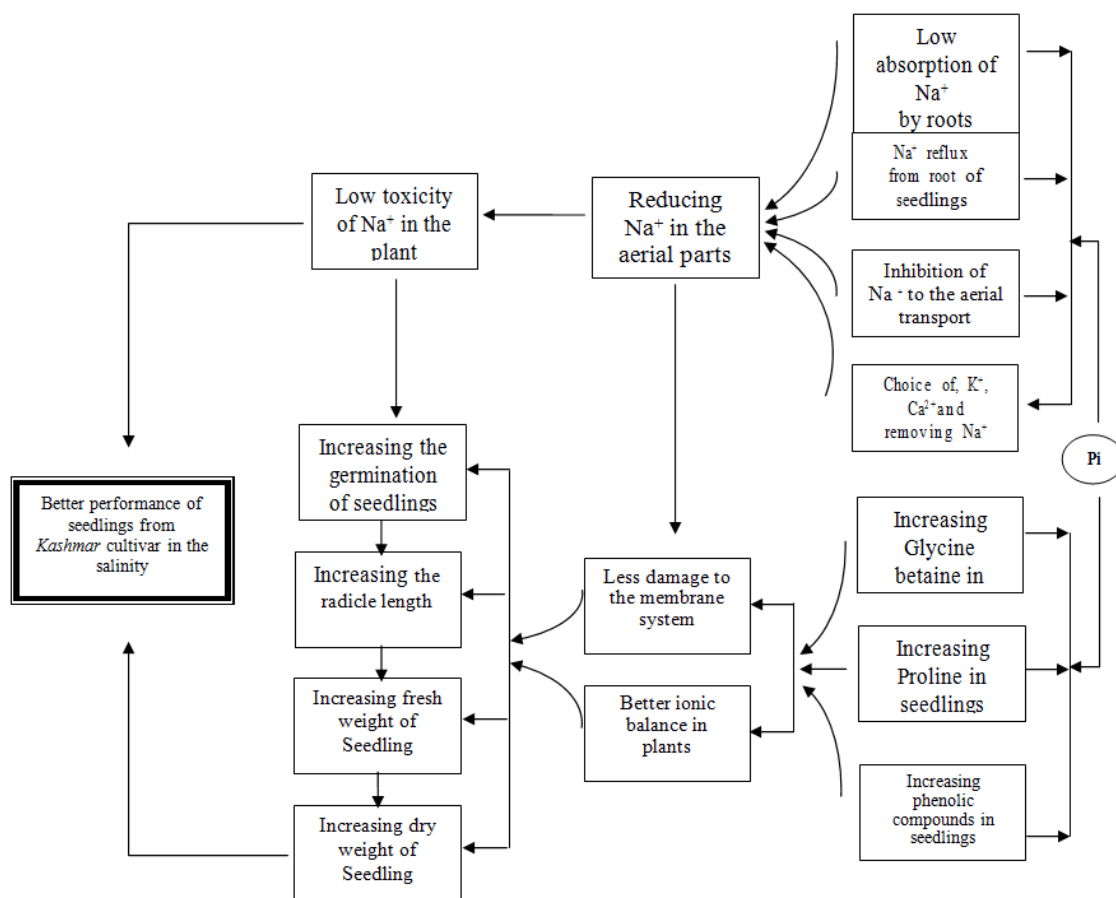 Low
absorption of
Na⁺
by roots
Na⁺ reflux
from root of
seedlings
Low toxicity
of Na⁺ in the
plant
Reducing
Na⁺ in the
aerial parts
Inhibition of
Na⁺ to the aerial
transport
Choice of, K⁺,
Ca²⁺and
removing Na⁺
Pi
Increasing the
germination
of seedlings
Better performance of
seedlings from
Kashmar cultivar in the
salinity
Increasing
Glycine
betaine in
Increasing the
radicle length
Less damage to
the membrane
system
Increasing
Proline in
seedlings
Increasing fresh
weight of
Seedling
Better ionic
balance in
plants
Increasing
phenolic
compounds in
seedlings
Increasing dry
weight of
Seedling